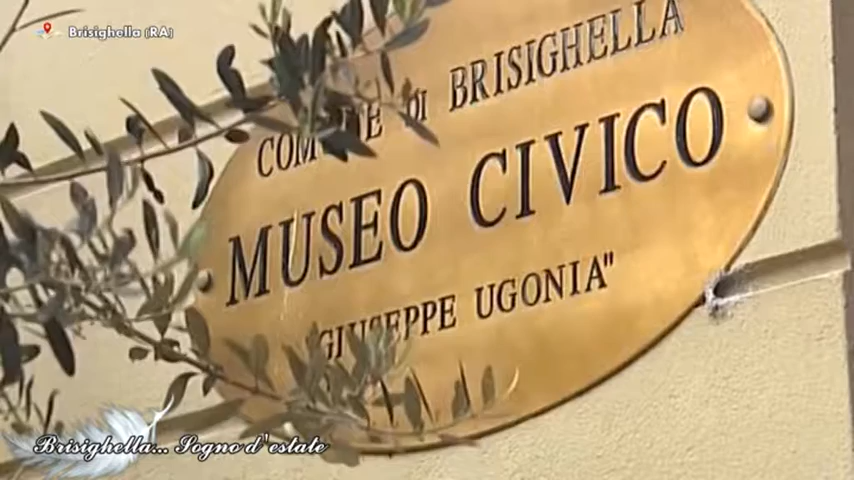 Brisighella (RA)
COMUNE DI BRISIGHELLA
MUSEO CIVICO
GIUSEPPE UGONIA"
Brisighella... Sogno d'estate